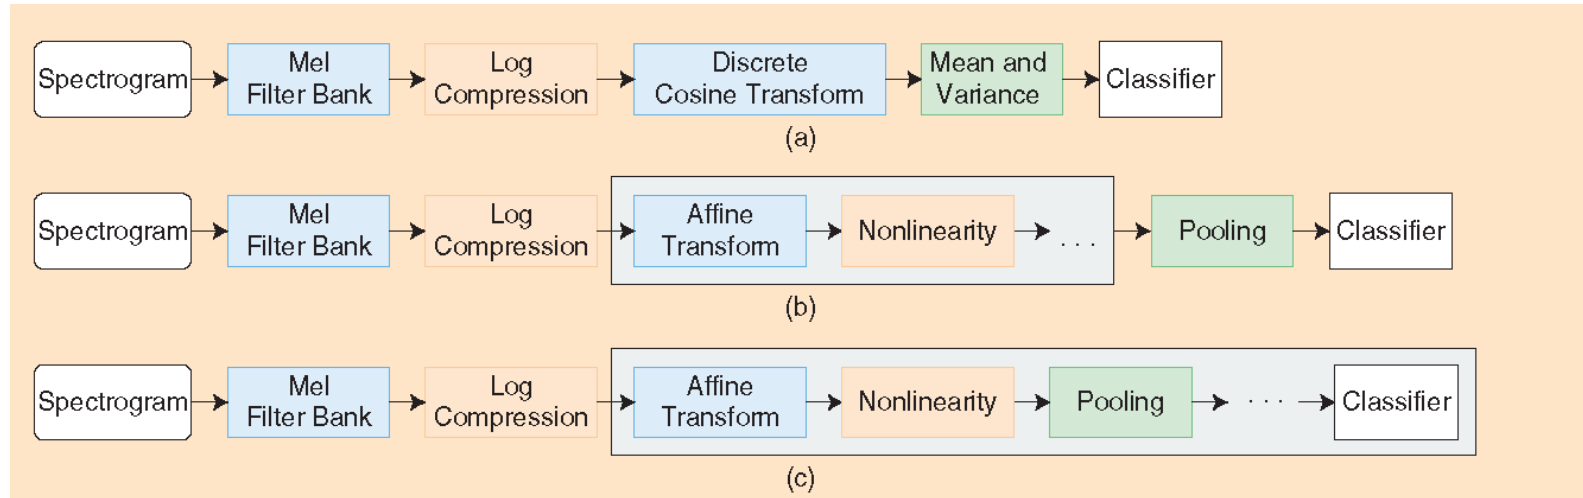 Spectrogram
Mel
Filter Bank
Log
Compression
Discrete
Cosine Transform
Mean and
Variance
Classifier
(a)
Spectrogram
Mel
Filter Bank
Log
Compression
Affine
Transform
Nonlinearity
. . .
Pooling
Classifier
(b)
Spectrogram
Mel
Filter Bank
Log
Compression
Affine
Transform
Nonlinearity
Pooling
. . .
Classifier
(c)